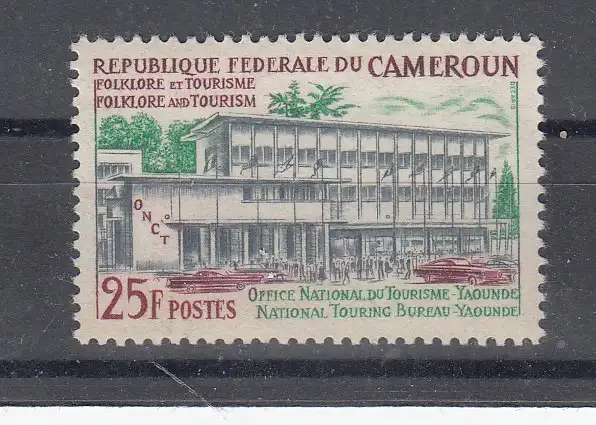 REPUBLIQUE FEDERALE DU CAMEROUN
FOLKLORE ET TOURISME
FOLKLORE AND TOURISM
ONCT
25F POSTES
OFFICE NATIONAL DU TOURISME-YAOUNDE
NATIONAL TOURING BUREAU-YAOUNDE